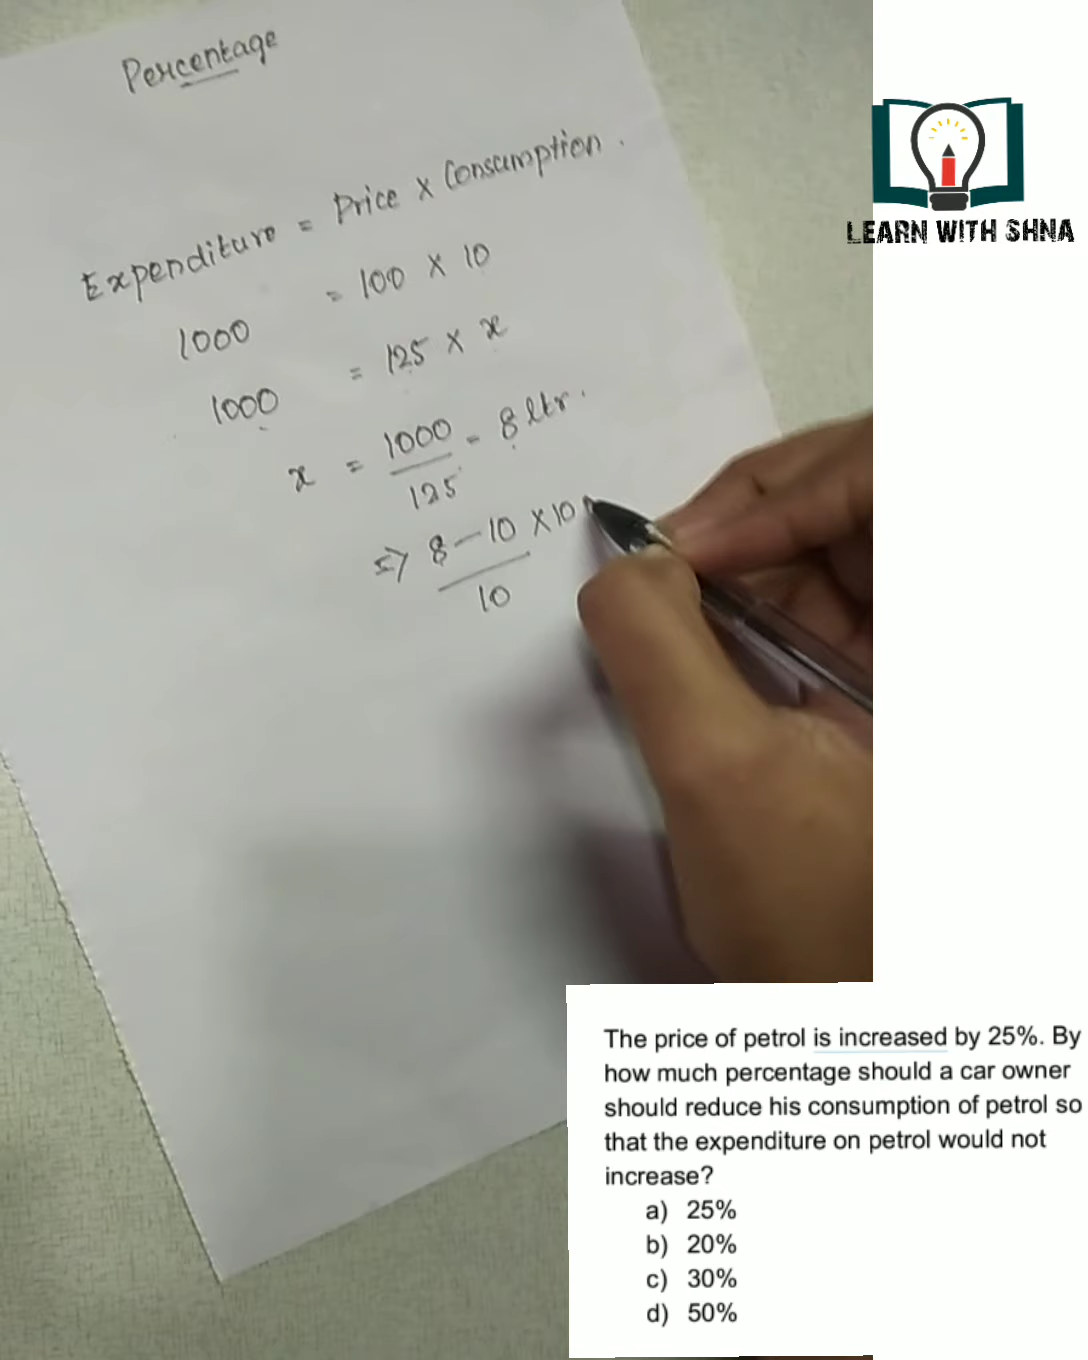 Percentage
Expenditure = Price × Consumption.
1000 = 100 × 10
1000 = 125 × x
x = 1000/125 = 8 ltr.
=> 8-10/10 × 10
LEARN WITH SHNA
The price of petrol is increased by 25%. By
how much percentage should a car owner
should reduce his consumption of petrol so
that the expenditure on petrol would not
increase?
a) 25%
b) 20%
c) 30%
d) 50%